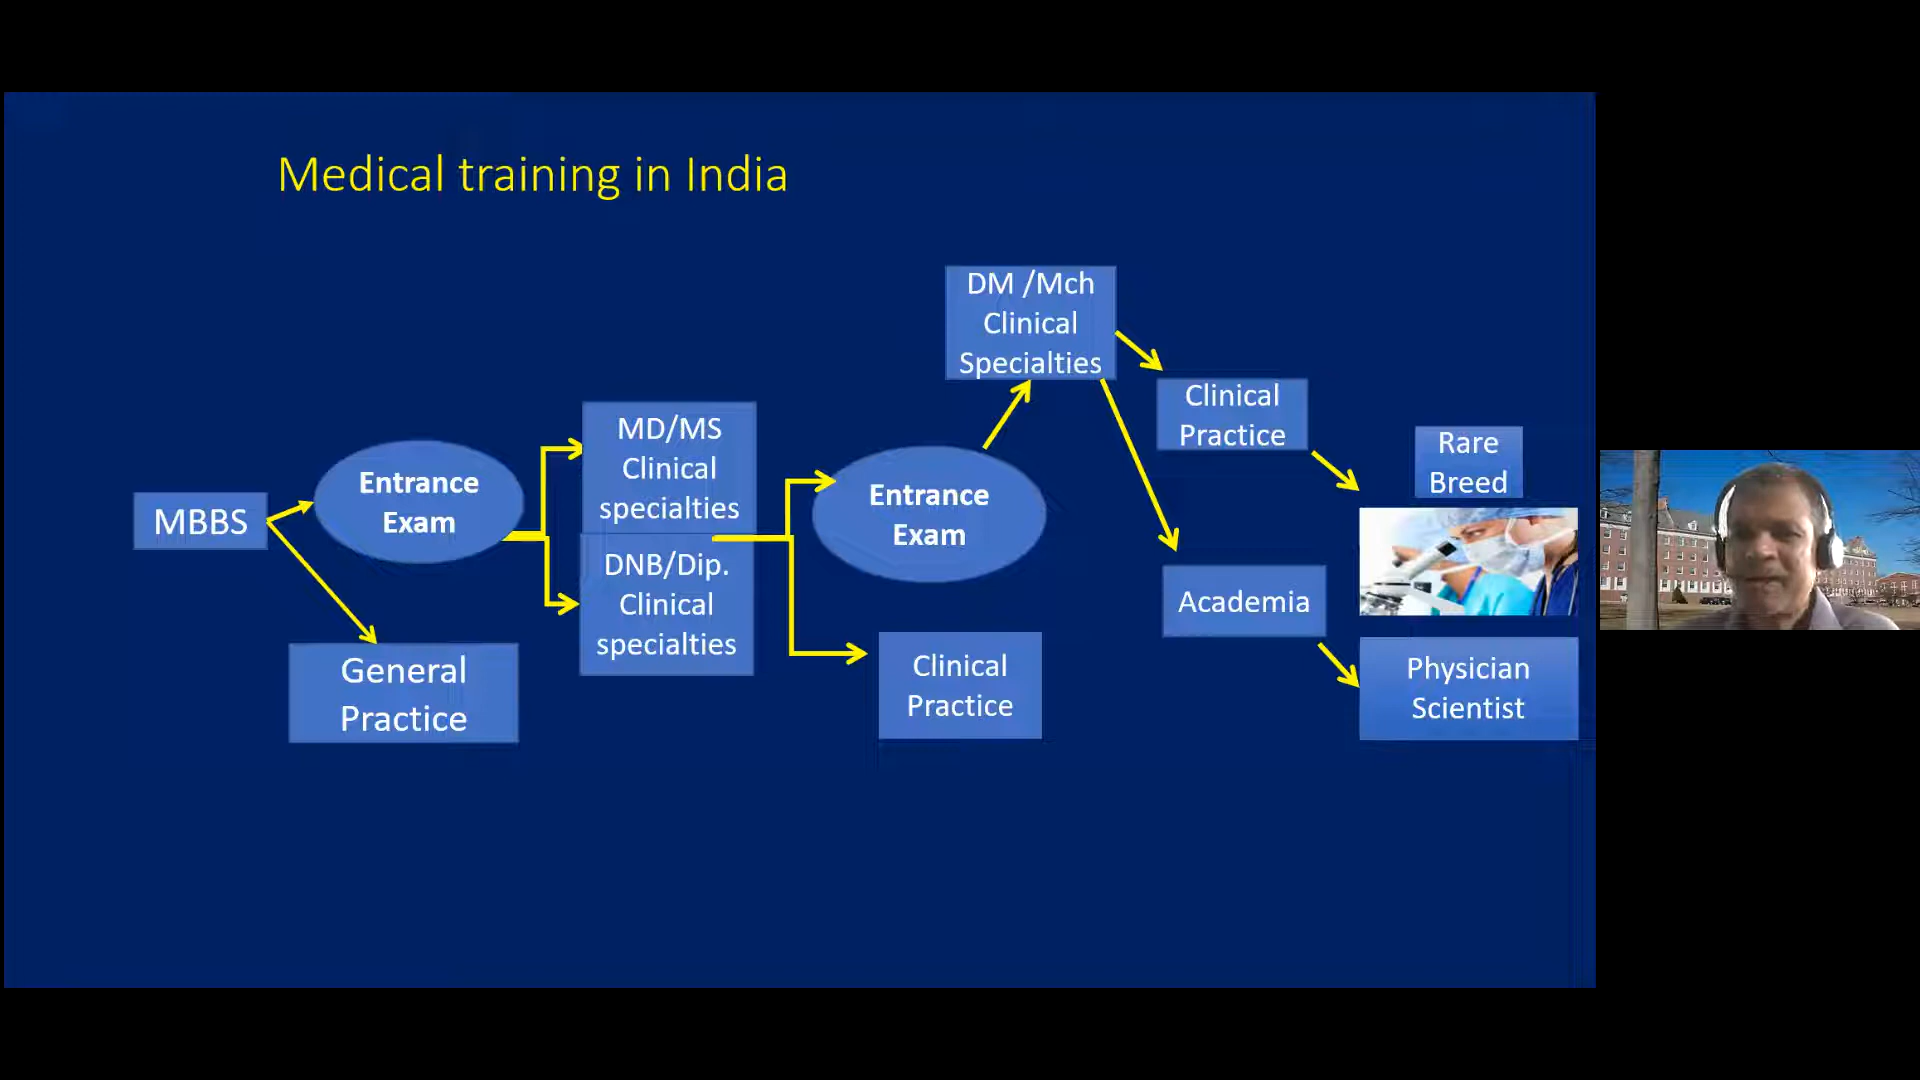 Medical training in India
MBBS
Entrance
Exam
General
Practice
MD/MS
Clinical
specialties
DNB/Dip.
Clinical
specialties
Entrance
Exam
Clinical
Practice
DM /Mch
Clinical
Specialties
Clinical
Practice
Academia
Rare
Breed
Physician
Scientist